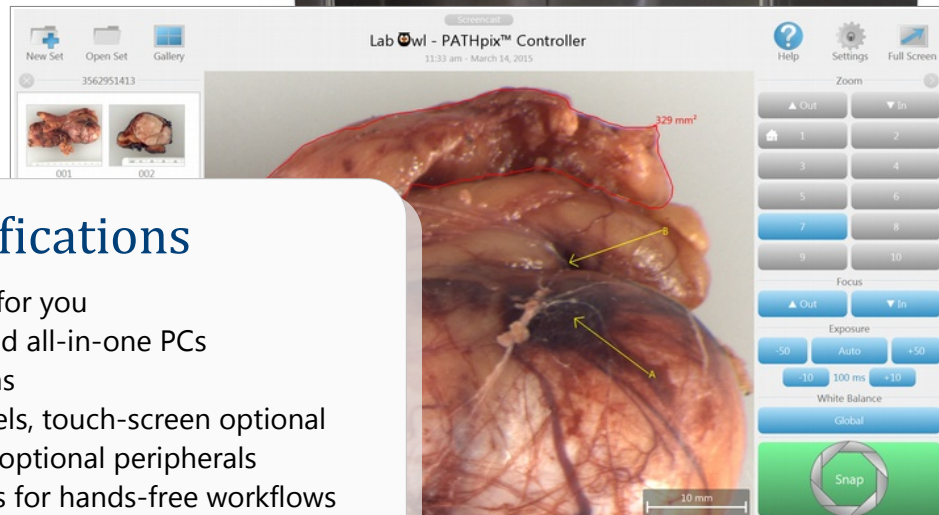 Screencast
Lab Owl - PATHpix™ Controller
11:33 am - March 14, 2015
New Set
Open Set
Gallery
Help
Settings
Full Screen
3562951413
001
002
329 mm²
B
A
10 mm
Zoom
▲ Out
▼ In
1
2
3
4
5
6
7
8
9
10
Focus
▲ Out
▼ In
Exposure
-50
Auto
+50
-10
100 ms
+10
White Balance
Global
Snap
fications
for you
d all-in-one PCs
ns
els, touch-screen optional
optional peripherals
s for hands-free workflows